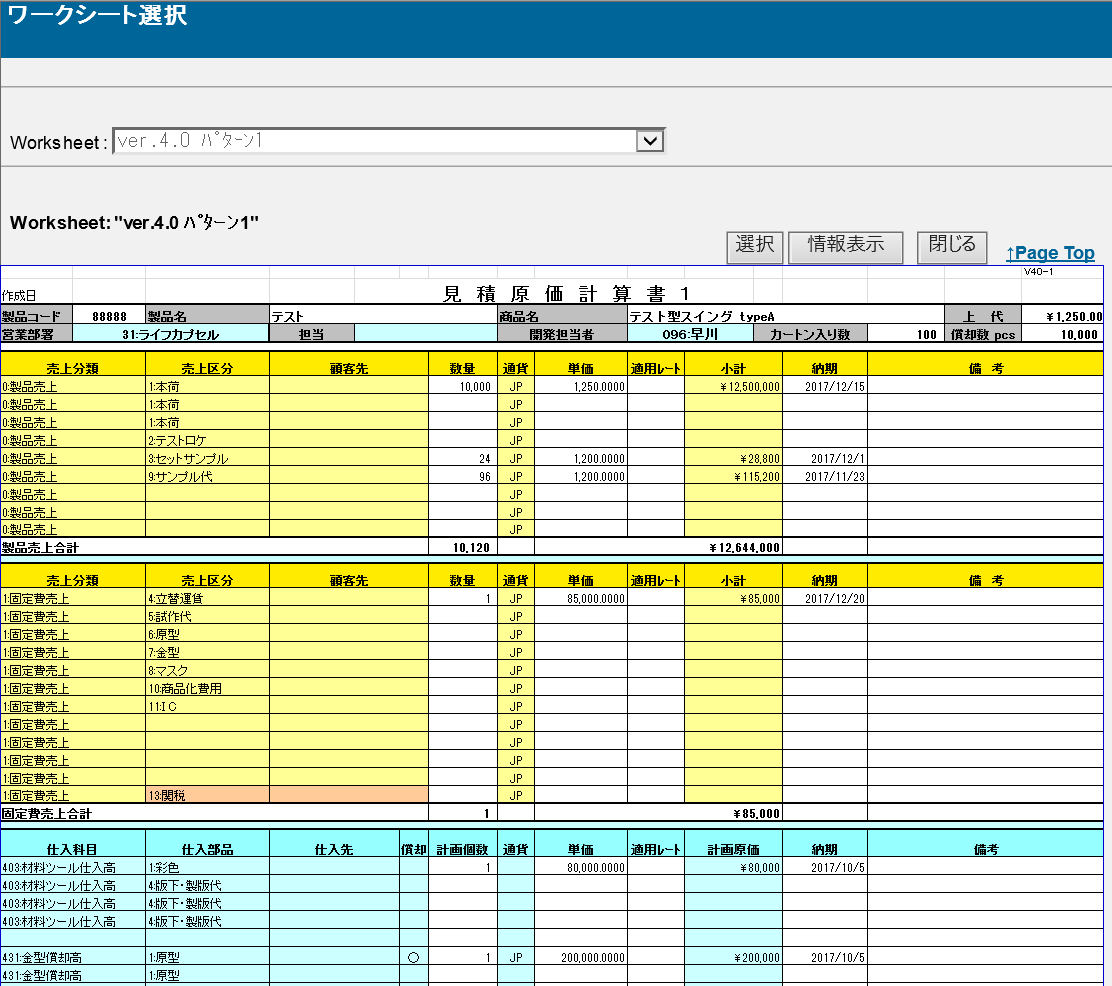 ワークシート選択
Worksheet : ver.4.0 ﾊﾟﾀｰﾝ1
Worksheet: "ver.4.0 ﾊﾟﾀｰﾝ1"
選択 情報表示 閉じる ↑Page Top
V40-1
作成日 見 積 原 価 計 算 書 1
製品コード 88888 製品名 テスト 商品名 テスト型スイング typeA 上 代 ¥1,250.00
営業部署 31:ライフカプセル 担当 開発担当者 096:早川 カートン入り数 100 償却数 pcs 10,000
売上分類 売上区分 顧客先 数量 通貨 単価 適用レート 小計 納期 備 考
0:製品売上 1:本荷 10,000 JP 1,250.0000 ¥12,500,000 2017/12/15
0:製品売上 1:本荷 JP
0:製品売上 1:本荷 JP
0:製品売上 2:テストロケ JP
0:製品売上 3:セットサンプル 24 JP 1,200.0000 ¥28,800 2017/12/1
0:製品売上 9:サンプル代 96 JP 1,200.0000 ¥115,200 2017/11/23
0:製品売上 JP
0:製品売上 JP
0:製品売上 JP
製品売上合計 10,120 ¥12,644,000
売上分類 売上区分 顧客先 数量 通貨 単価 適用レート 小計 納期 備 考
1:固定費売上 4:立替運賃 1 JP 85,000.0000 ¥85,000 2017/12/20
1:固定費売上 5:試作代 JP
1:固定費売上 6:原型 JP
1:固定費売上 7:金型 JP
1:固定費売上 8:マスク JP
1:固定費売上 10:商品化費用 JP
1:固定費売上 11:ＩＣ JP
1:固定費売上 JP
1:固定費売上 JP
1:固定費売上 JP
1:固定費売上 JP
1:固定費売上 13:関税 JP
固定費売上合計 1 ¥85,000
仕入科目 仕入部品 仕入先 償却 計画個数 通貨 単価 適用レート 計画原価 納期 備考
403:材料ツール仕入高 1:彩色 1 80,000.0000 ¥80,000 2017/10/5
403:材料ツール仕入高 4:版下・製版代
403:材料ツール仕入高 4:版下・製版代
403:材料ツール仕入高 4:版下・製版代
431:金型償却高 1:原型 ○ 1 JP 200,000.0000 ¥200,000 2017/10/5
431:金型償却高 1:原型